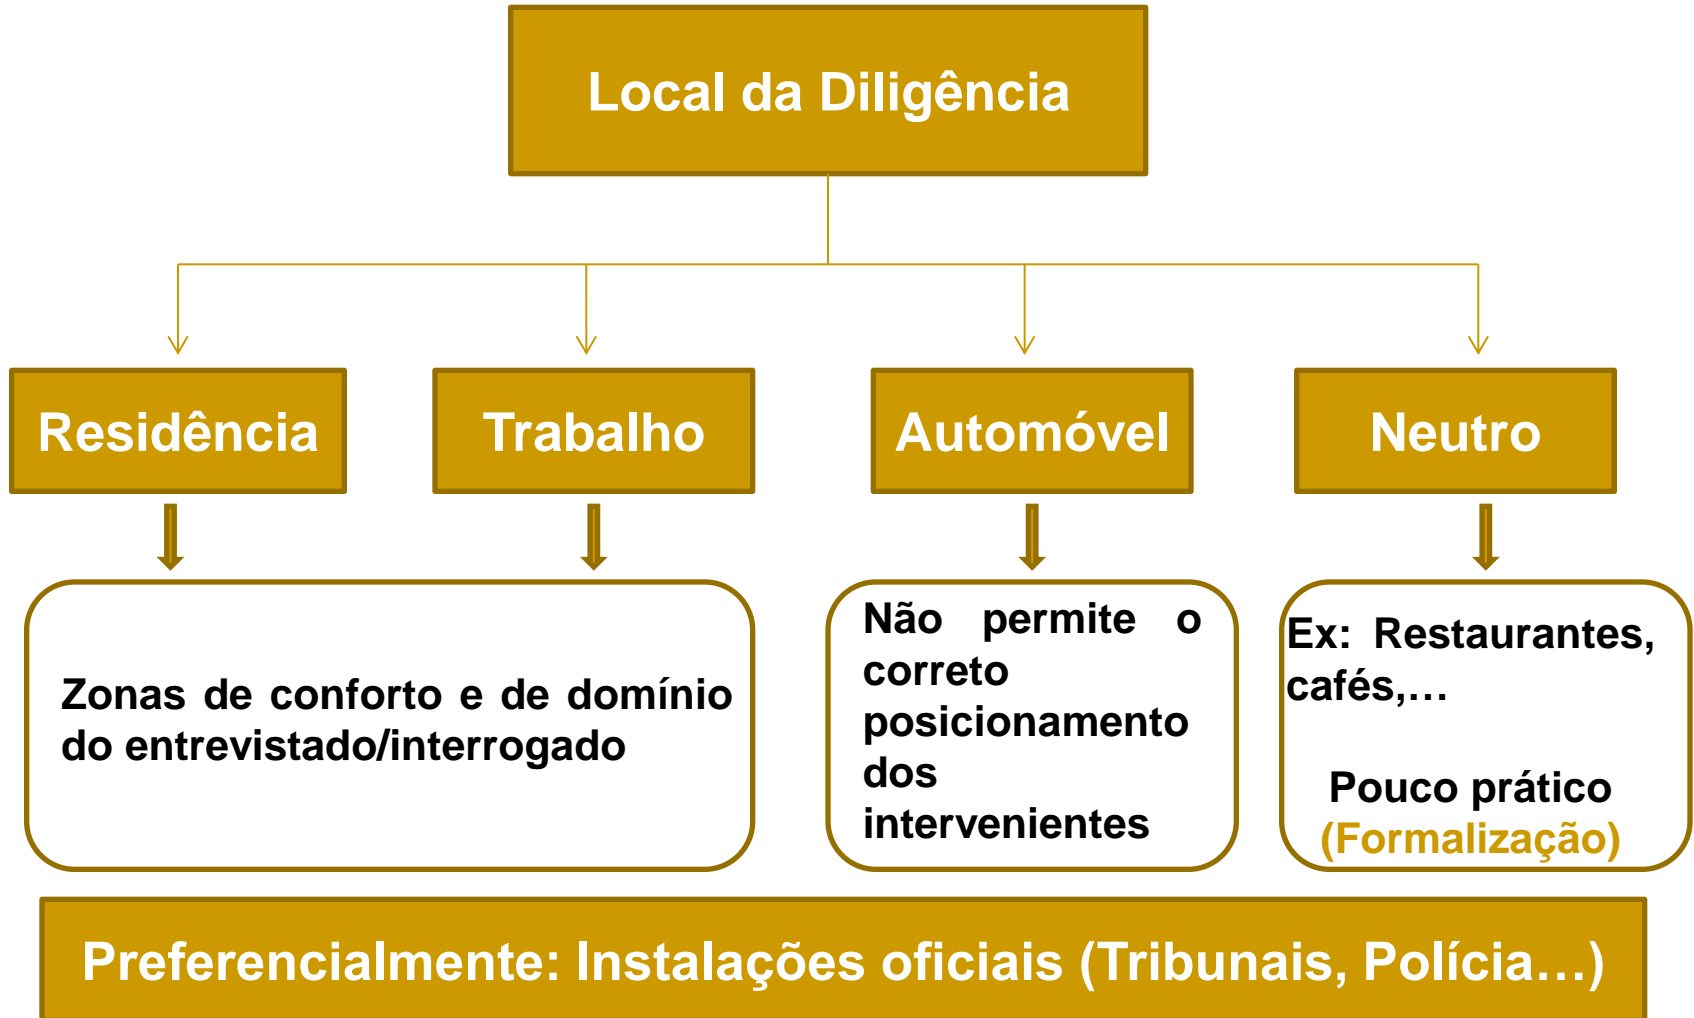 Local da Diligência
Residência
Trabalho
Automóvel
Neutro
Zonas de conforto e de domínio
do entrevistado/interrogado
Não permite o
correto
posicionamento
dos
intervenientes
Ex: Restaurantes,
cafés,…
Pouco prático
(Formalização)
Preferencialmente: Instalações oficiais (Tribunais, Polícia…)